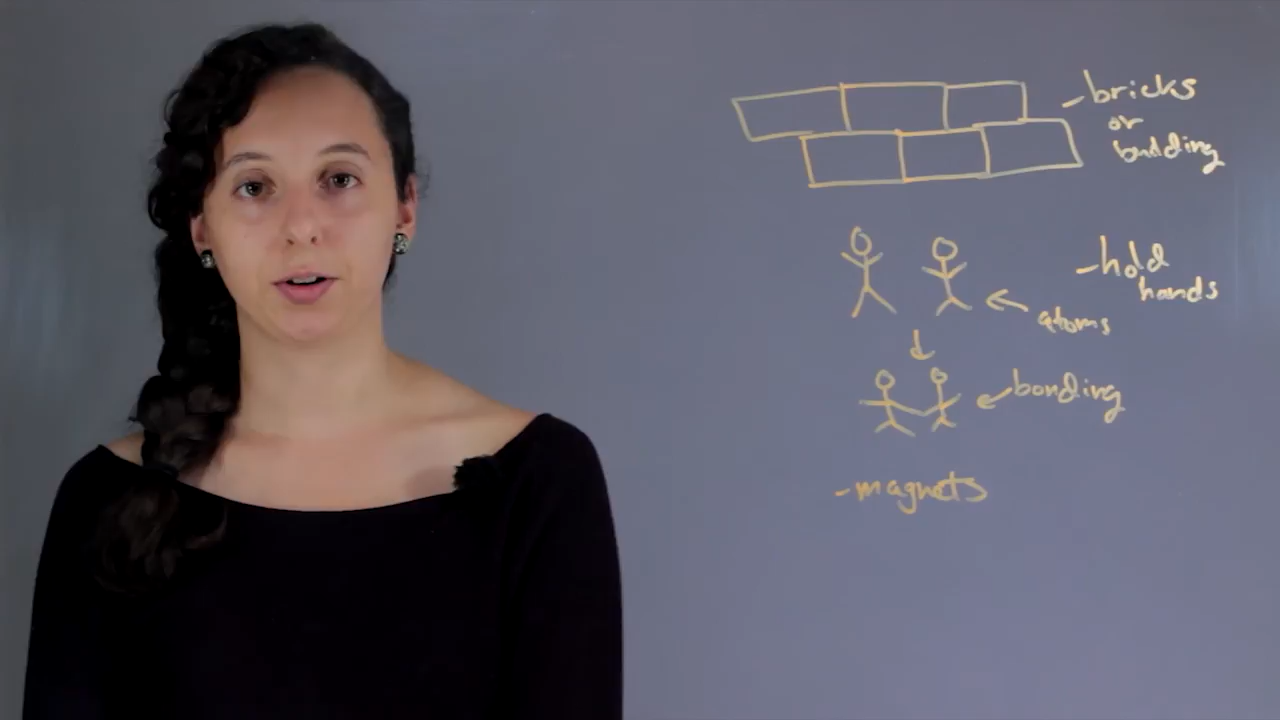 -bricks
or
building
-hold
hands
atoms
bonding
-magnets